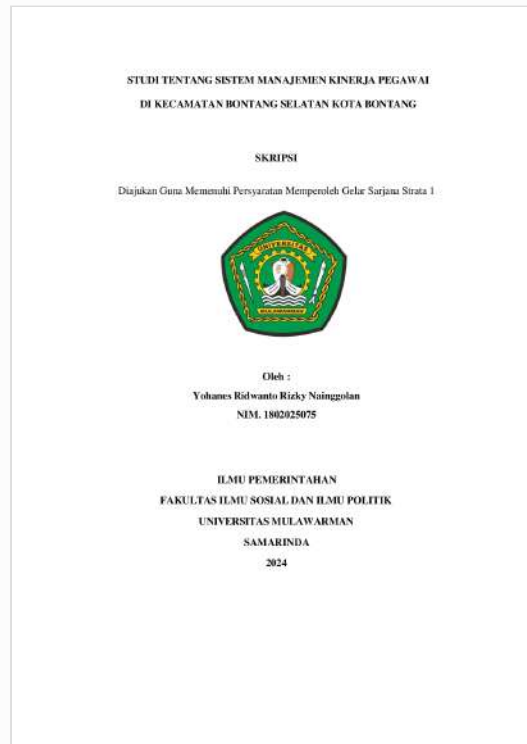 STUDI TENTANG SISTEM MANAJEMEN KINERJA PEGAWAI
DI KECAMATAN BONTANG SELATAN KOTA BONTANG
SKRIPSI
Diajukan Guna Memenuhi Persyaratan Memperoleh Gelar Sarjana Strata 1
UNIVERSITAS
MULAWARMAN
Oleh :
Yohanes Ridwanto Rizky Nainggolan
NIM. 1802025075
ILMU PEMERINTAHAN
FAKULTAS ILMU SOSIAL DAN ILMU POLITIK
UNIVERSITAS MULAWARMAN
SAMARINDA
2024